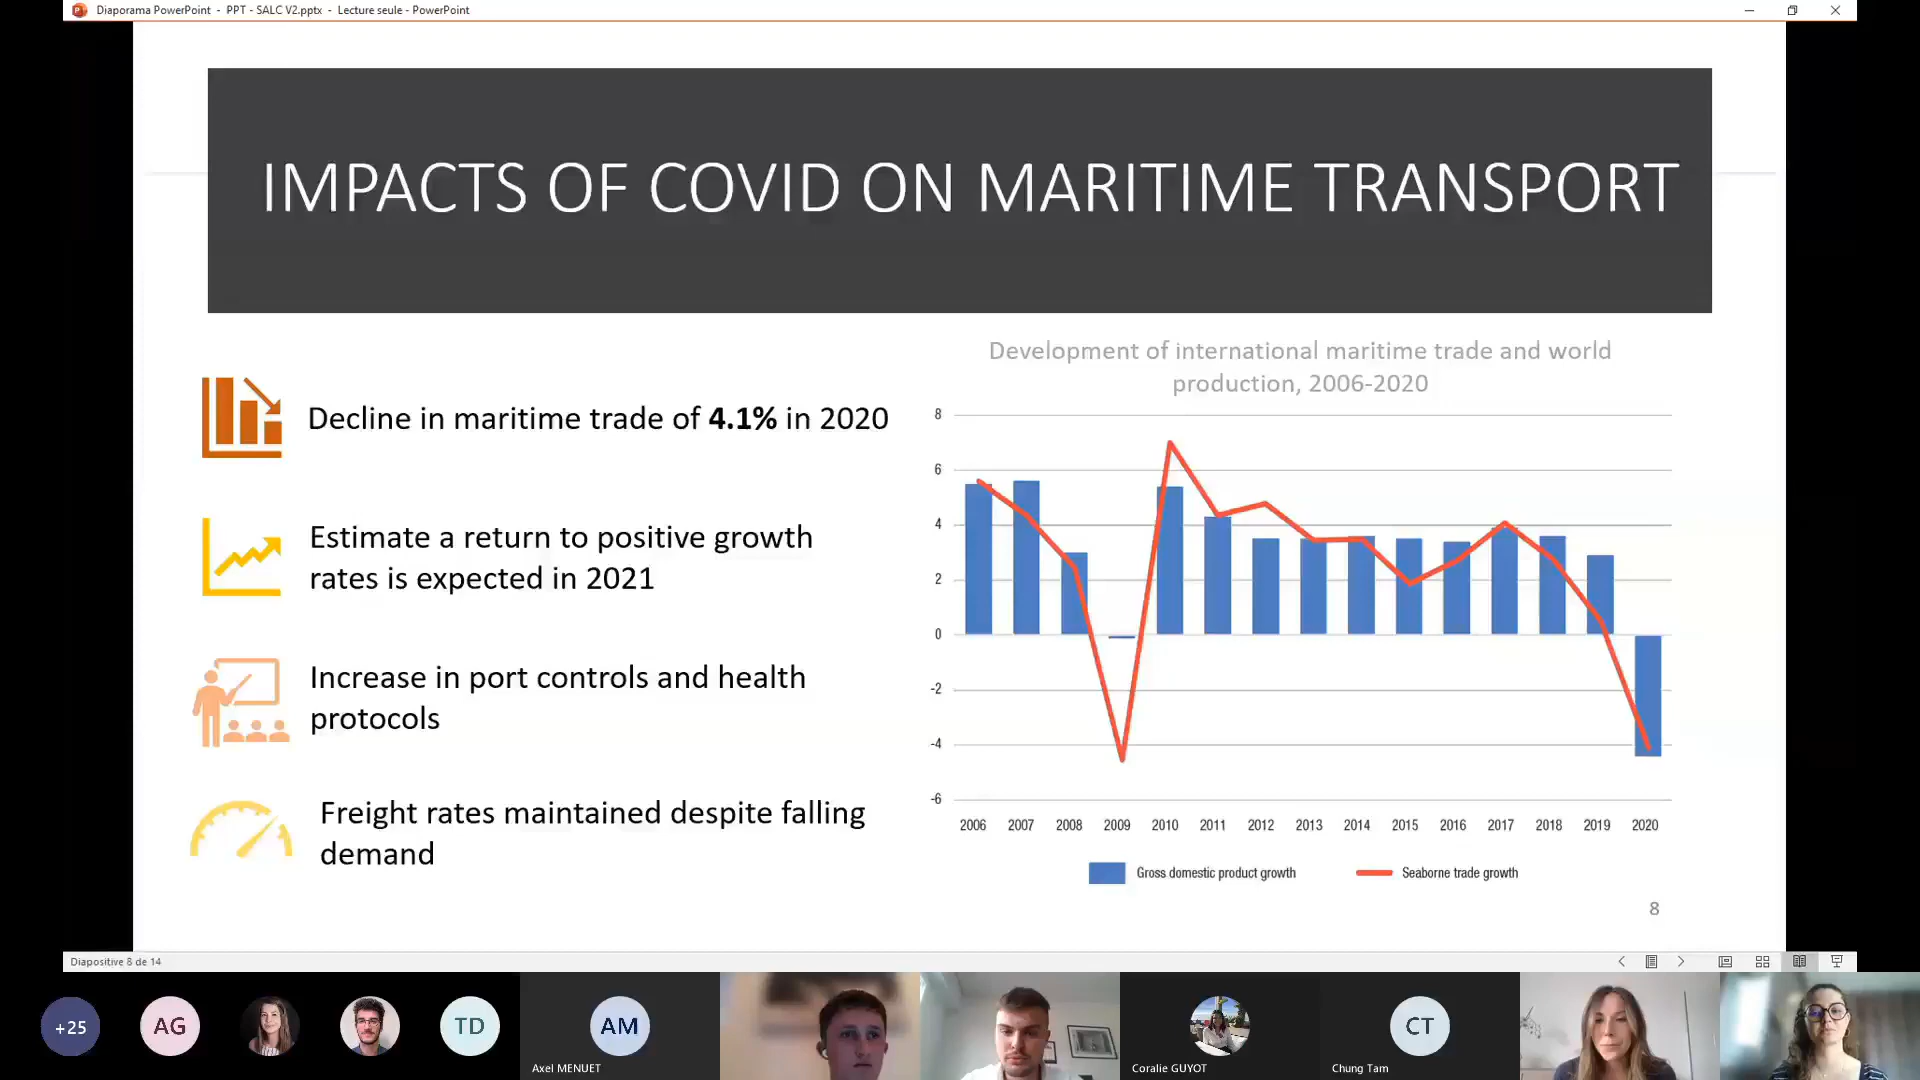 Diaporama PowerPoint - PPT - SALC V2.pptx - Lecture seule - PowerPoint
IMPACTS OF COVID ON MARITIME TRANSPORT
Decline in maritime trade of 4.1% in 2020
Estimate a return to positive growth
rates is expected in 2021
Increase in port controls and health
protocols
Freight rates maintained despite falling
demand
Development of international maritime trade and world
production, 2006-2020
8
6
4
2
0
-2
-4
-6
2006 2007 2008 2009 2010 2011 2012 2013 2014 2015 2016 2017 2018 2019 2020
Gross domestic product growth
Seaborne trade growth
8
Diapositive 8 de 14
+25
AG
TD
AM
Axel MENUET
Coralie GUYOT
CT
Chung Tam